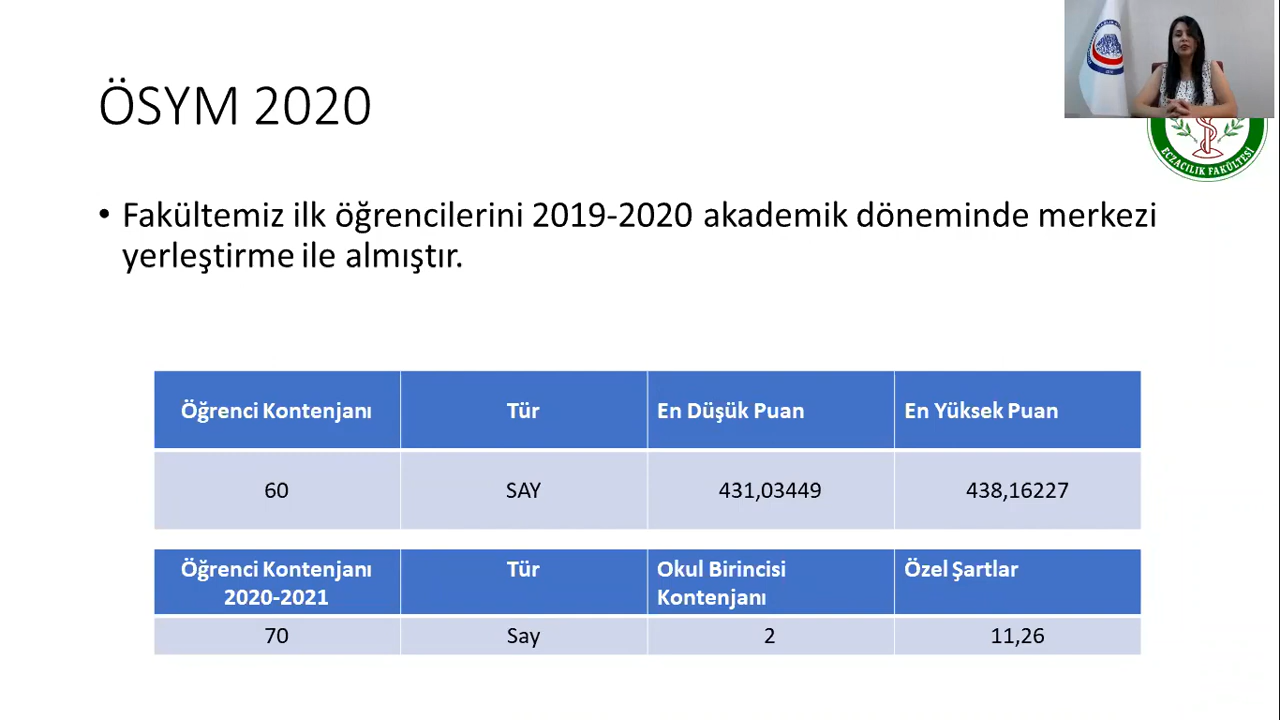 ÖSYM 2020
ECZACILIK FAKÜLTESİ
• Fakültemiz ilk öğrencilerini 2019-2020 akademik döneminde merkezi
yerleştirme ile almıştır.
Öğrenci Kontenjanı Tür En Düşük Puan En Yüksek Puan
60 SAY 431,03449 438,16227
Öğrenci Kontenjanı Tür Okul Birincisi Özel Şartlar
2020-2021 Kontenjanı
70 Say 2 11,26